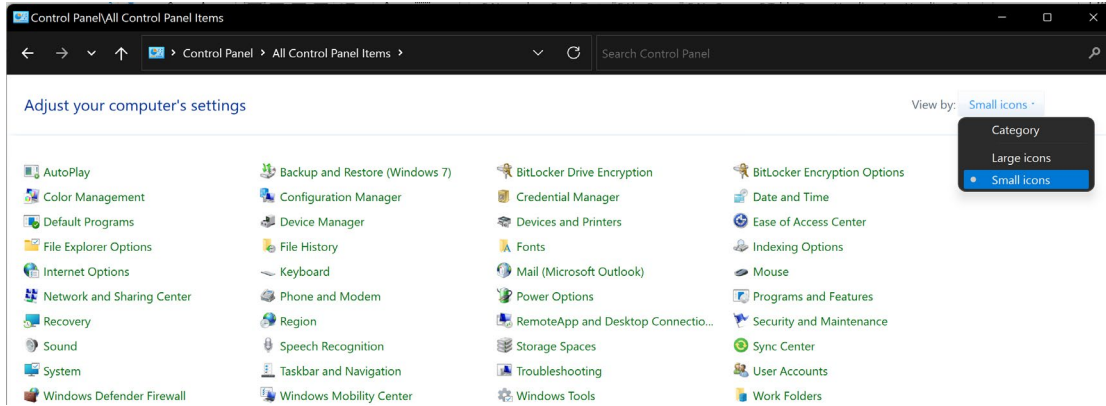 Control Panel\All Control Panel Items
Control Panel > All Control Panel Items >
Search Control Panel
Adjust your computer's settings
View by: Small icons
Category
Large icons
Small icons
AutoPlay Backup and Restore (Windows 7) BitLocker Drive Encryption BitLocker Encryption Options
Color Management Configuration Manager Credential Manager Date and Time
Default Programs Device Manager Devices and Printers Ease of Access Center
File Explorer Options File History Fonts Indexing Options
Internet Options Keyboard Mail (Microsoft Outlook) Mouse
Network and Sharing Center Phone and Modem Power Options Programs and Features
Recovery Region RemoteApp and Desktop Connectio... Security and Maintenance
Sound Speech Recognition Storage Spaces Sync Center
System Taskbar and Navigation Troubleshooting User Accounts
Windows Defender Firewall Windows Mobility Center Windows Tools Work Folders